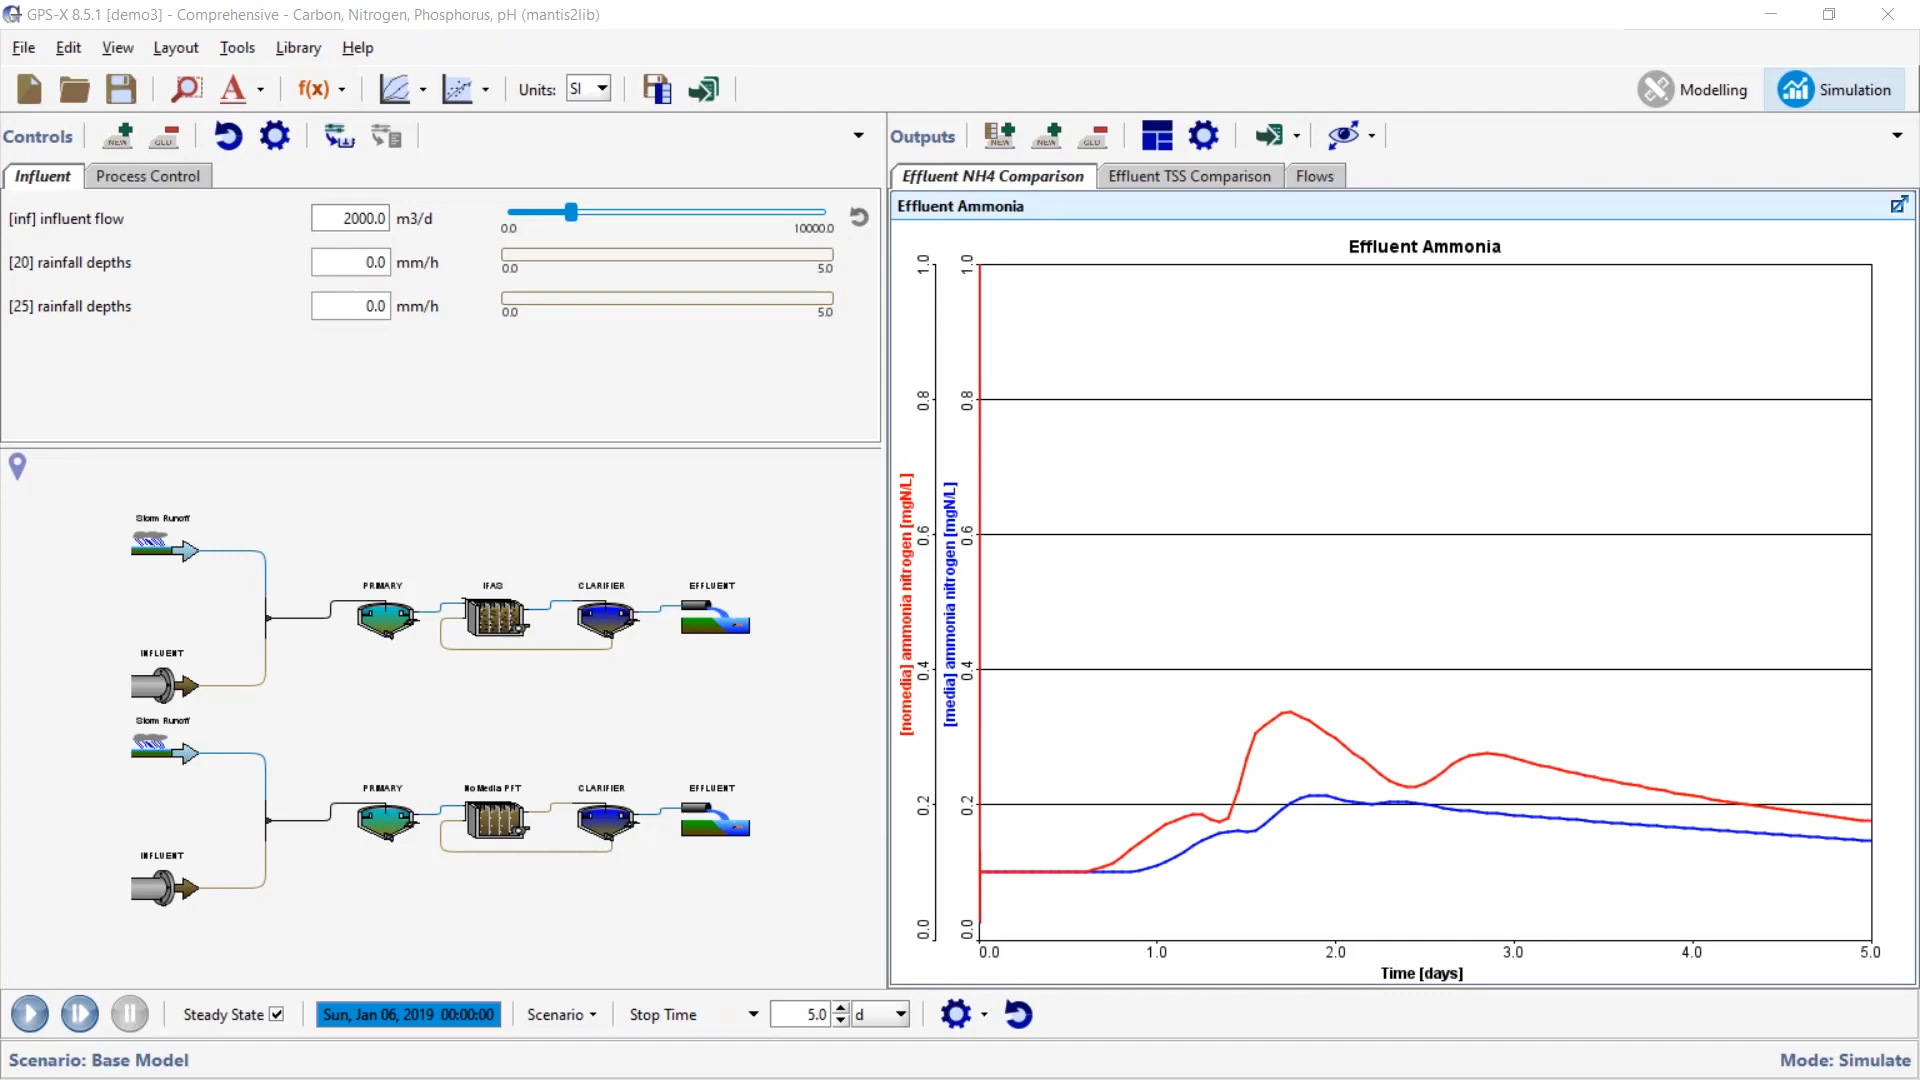 GPS-X 8.5.1 [demo3] - Comprehensive - Carbon, Nitrogen, Phosphorus, pH (mantis2lib)
File Edit View Layout Tools Library Help
A f(x) Units: SI Modelling Simulation
Controls NEW OLD
Influent Process Control
[inf] influent flow 2000.0 m3/d 0.0 10000.0
[20] rainfall depths 0.0 mm/h 0.0 5.0
[25] rainfall depths 0.0 mm/h 0.0 5.0
Storm Runoff
PRIMARY IFAS CLARIFIER EFFLUENT
INFLUENT
Storm Runoff
PRIMARY No Media PFT CLARIFIER EFFLUENT
INFLUENT
Outputs NEW NEW OLD
Effluent NH4 Comparison Effluent TSS Comparison Flows
Effluent Ammonia
Effluent Ammonia
[nomedia] ammonia nitrogen [mgN/L]
[media] ammonia nitrogen [mgN/L]
1.0 1.0
0.8 0.8
0.6 0.6
0.4 0.4
0.2 0.2
0.0 0.0
0.0 1.0 2.0 3.0 4.0 5.0
Time [days]
Steady State Sun, Jan 06, 2019 00:00:00 Scenario Stop Time 5.0 d
Scenario: Base Model Mode: Simulate